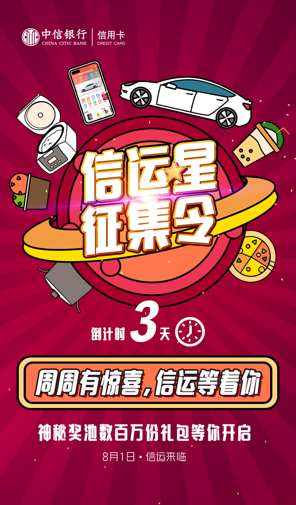 中信银行 信用卡
CHINA CITIC BANK CREDIT CARD
信运星
征集令
倒计时3天
周周有惊喜,信运等着你
神秘奖池数百万份礼包等你开启
8月1日·信运来临